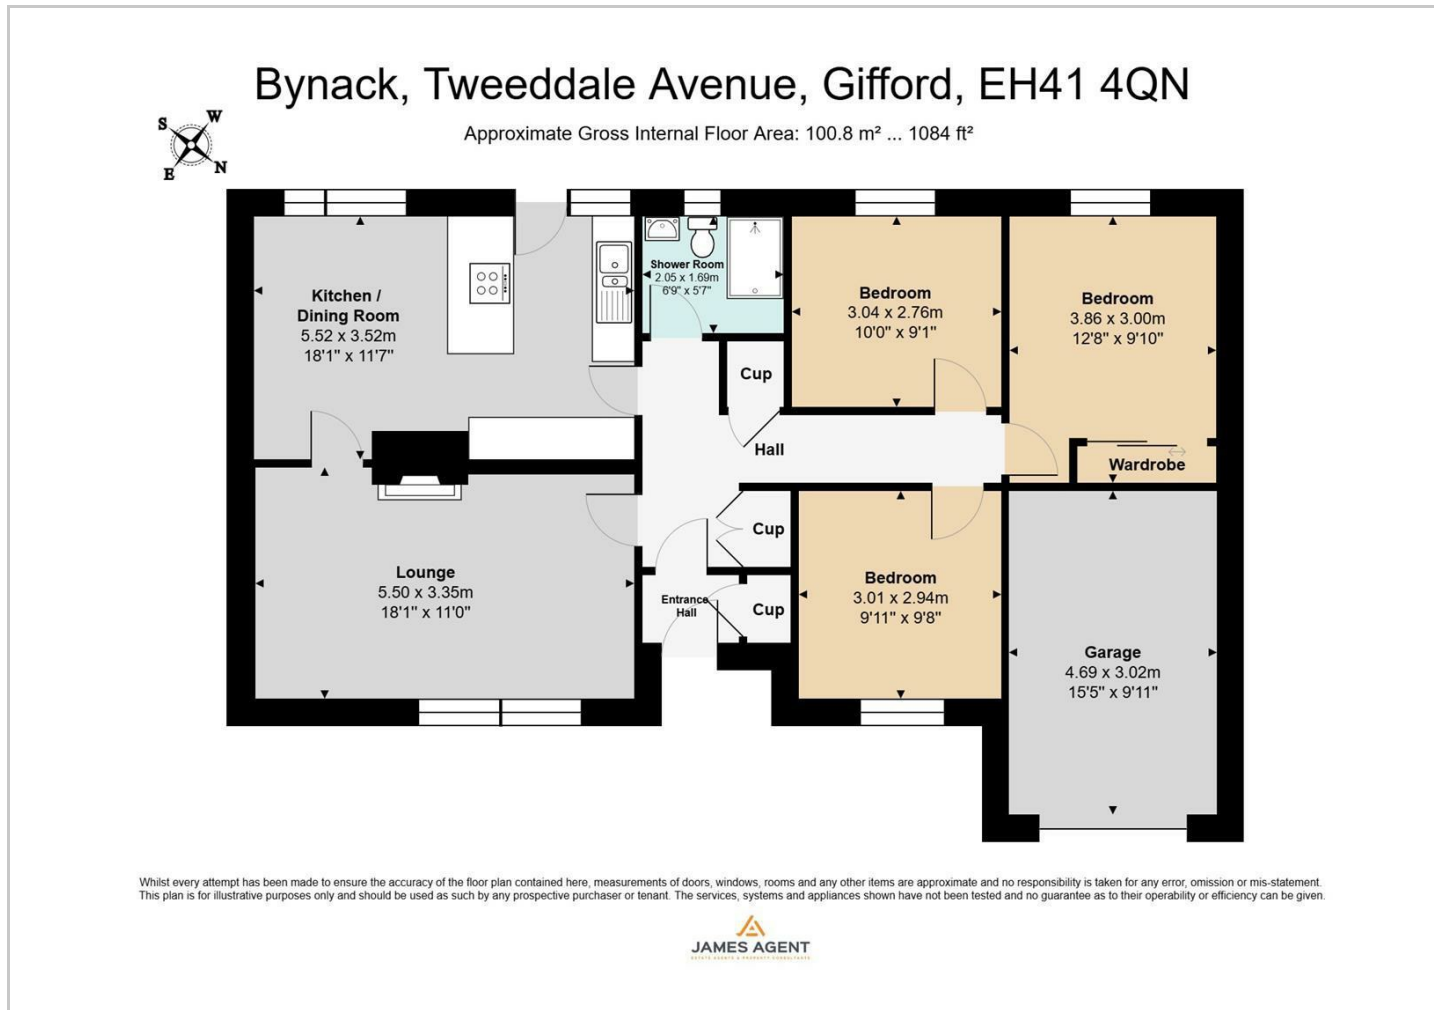 Bynack, Tweeddale Avenue, Gifford, EH41 4QN
Approximate Gross Internal Floor Area: 100.8 m² ... 1084 ft²
S
W
E
N
Kitchen /
Dining Room
5.52 x 3.52m
18'1" x 11'7"
Shower Room
2.05 x 1.69m
6'9" x 5'7"
Bedroom
3.04 x 2.76m
10'0" x 9'1"
Bedroom
3.86 x 3.00m
12'8" x 9'10"
Cup
Hall
Wardrobe
Cup
Lounge
5.50 x 3.35m
18'1" x 11'0"
Entrance
Hall
Cup
Bedroom
3.01 x 2.94m
9'11" x 9'8"
Garage
4.69 x 3.02m
15'5" x 9'11"
Whilst every attempt has been made to ensure the accuracy of the floor plan contained here, measurements of doors, windows, rooms and any other items are approximate and no responsibility is taken for any error, omission or mis-statement.
This plan is for illustrative purposes only and should be used as such by any prospective purchaser or tenant. The services, systems and appliances shown have not been tested and no guarantee as to their operability or efficiency can be given.
JAMES AGENT
ESTATE AGENTS & PROPERTY CONSULTANTS